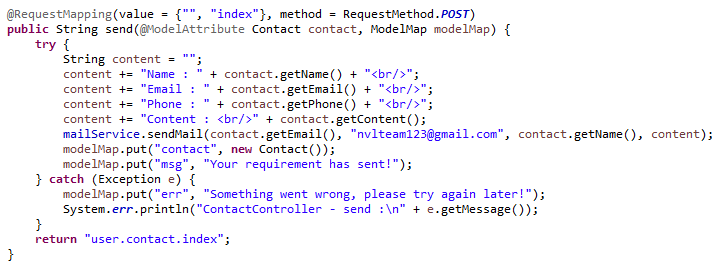 @RequestMapping(value = {"", "index"}, method = RequestMethod.POST)
public String send(@ModelAttribute Contact contact, ModelMap modelMap) {
    try {
        String content = "";
        content += "Name : " + contact.getName() + "<br/>";
        content += "Email : " + contact.getEmail() + "<br/>";
        content += "Phone : " + contact.getPhone() + "<br/>";
        content += "Content : <br/>" + contact.getContent();
        mailService.sendMail(contact.getEmail(), "nvlteam123@gmail.com", contact.getName(), content);
        modelMap.put("contact", new Contact());
        modelMap.put("msg", "Your requirement has sent!");
    } catch (Exception e) {
        modelMap.put("err", "Something went wrong, please try again later!");
        System.err.println("ContactController - send :\n" + e.getMessage());
    }
    return "user.contact.index";
}